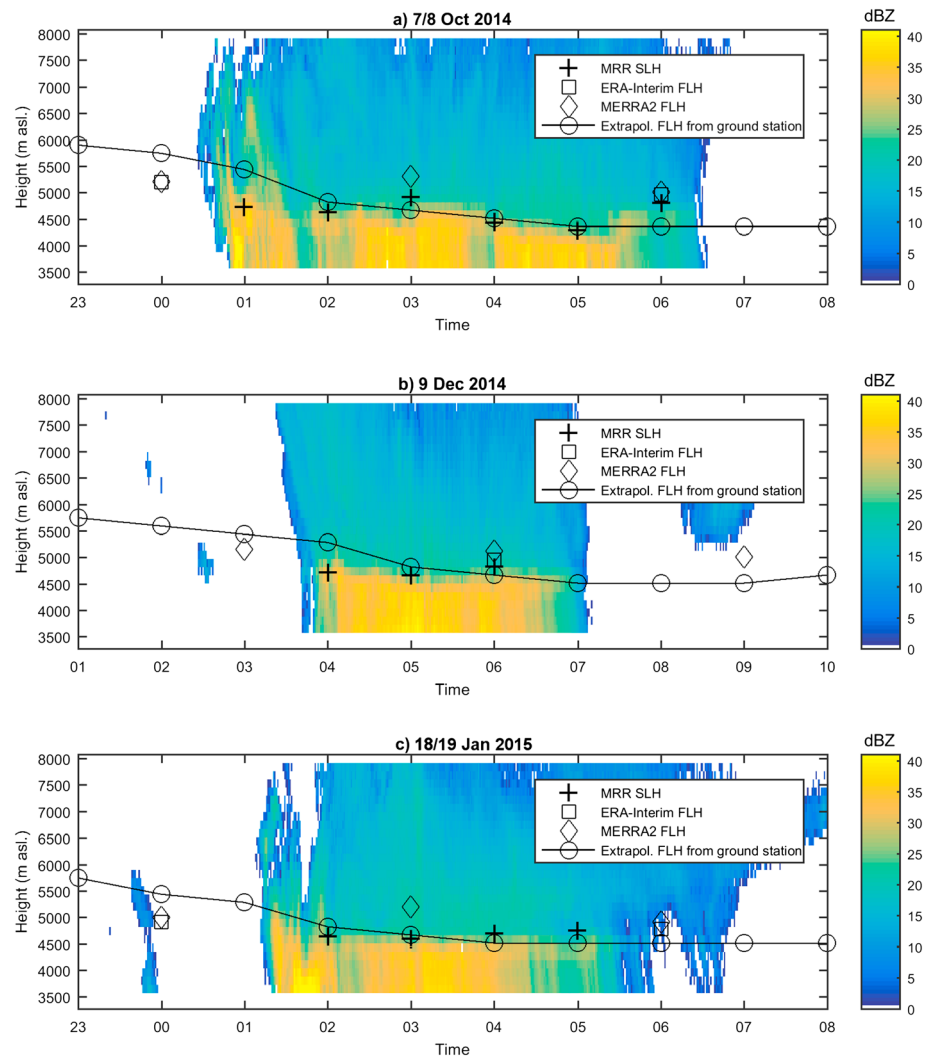 a) 7/8 Oct 2014
dBZ
8000
7500
7000
6500
6000
5500
5000
4500
4000
3500
Height (m asl.)
MRR SLH
ERA-Interim FLH
MERRA2 FLH
Extrapol. FLH from ground station
40
35
30
25
20
15
10
5
0
23 00 01 02 03 04 05 06 07 08
Time
b) 9 Dec 2014
dBZ
8000
7500
7000
6500
6000
5500
5000
4500
4000
3500
Height (m asl.)
MRR SLH
ERA-Interim FLH
MERRA2 FLH
Extrapol. FLH from ground station
40
35
30
25
20
15
10
5
0
01 02 03 04 05 06 07 08 09 10
Time
c) 18/19 Jan 2015
dBZ
8000
7500
7000
6500
6000
5500
5000
4500
4000
3500
Height (m asl.)
MRR SLH
ERA-Interim FLH
MERRA2 FLH
Extrapol. FLH from ground station
40
35
30
25
20
15
10
5
0
23 00 01 02 03 04 05 06 07 08
Time